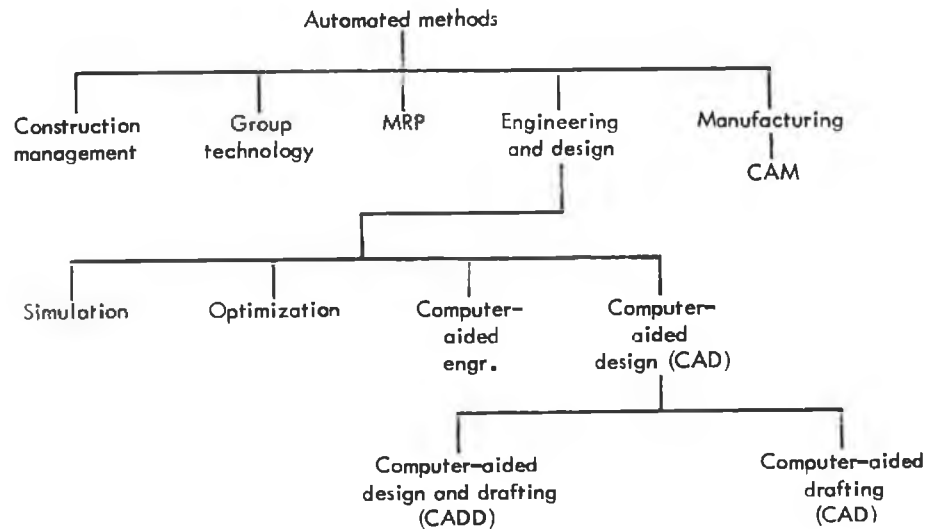 Automated methods
Construction
management
Group
technology
MRP
Engineering
and design
Manufacturing
CAM
Simulation
Optimization
Computer-
aided
engr.
Computer-
aided
design (CAD)
Computer-aided
design and drafting
(CADD)
Computer-aided
drafting
(CAD)